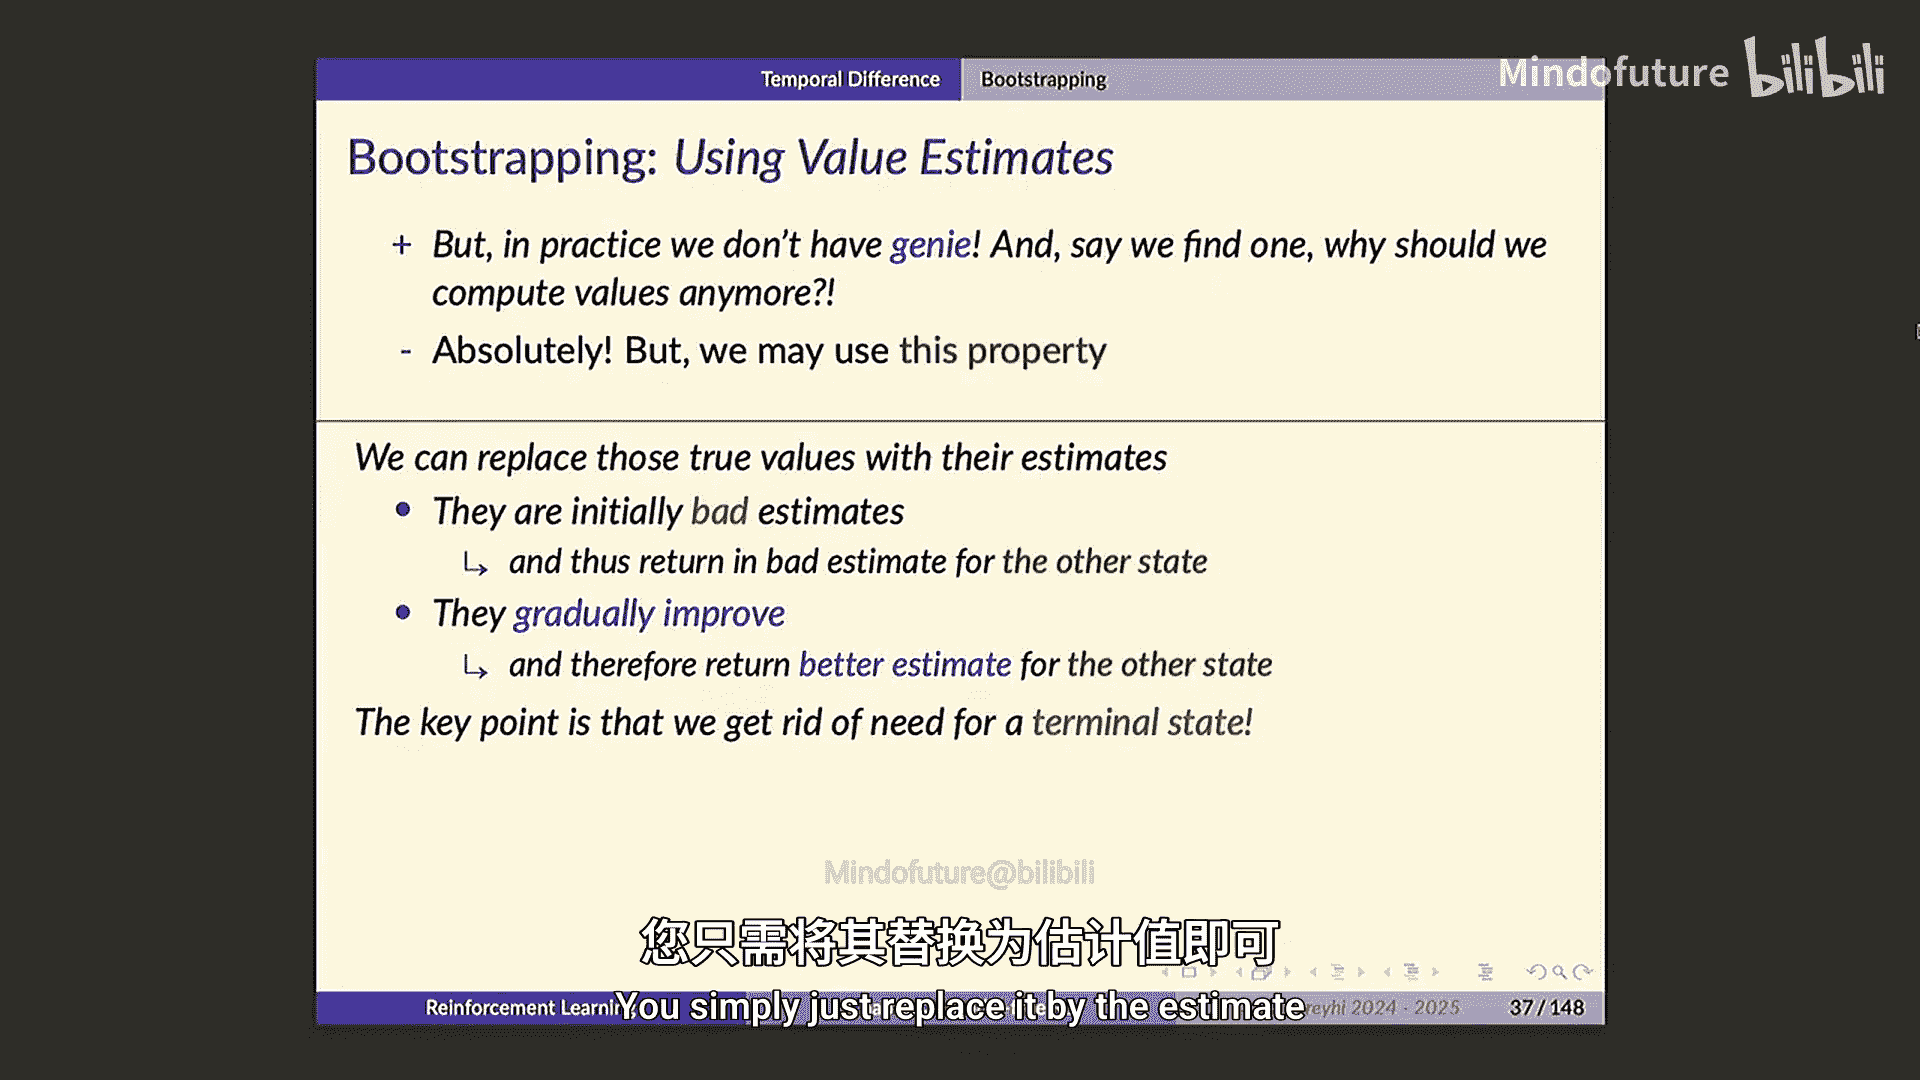 Mindofuture bilibili
Temporal Difference Bootstrapping
Bootstrapping: Using Value Estimates
+ But, in practice we don't have genie! And, say we find one, why should we
compute values anymore?!
- Absolutely! But, we may use this property
We can replace those true values with their estimates
• They are initially bad estimates
↳ and thus return in bad estimate for the other state
• They gradually improve
↳ and therefore return better estimate for the other state
The key point is that we get rid of need for a terminal state!
Mindofuture@bilibili
您只需将其替换为估计值即可
You simply just replace it by the estimate
Reinforcement Learning
2024 - 2025 37 / 148